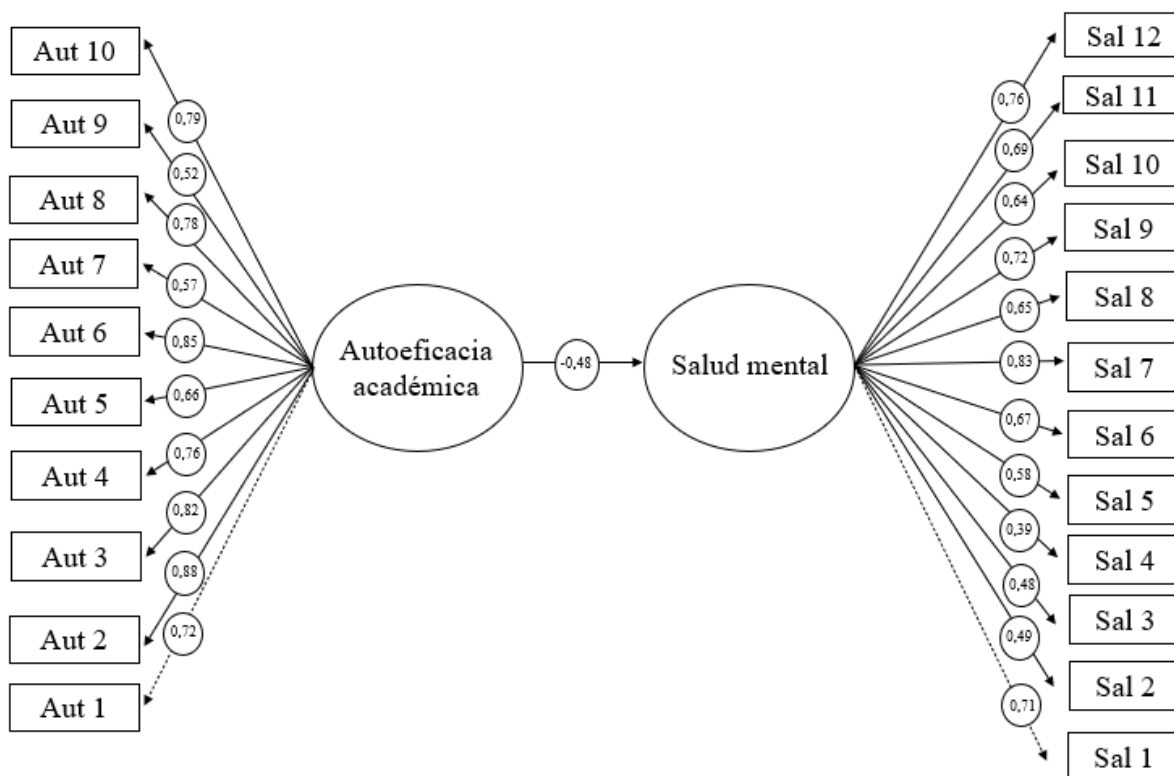 Aut 10
Aut 9
Aut 8
Aut 7
Aut 6
Aut 5
Aut 4
Aut 3
Aut 2
Aut 1
0,79
0,52
0,78
0,57
0,85
0,66
0,76
0,82
0,88
0,72
Autoeficacia
académica
-0,48
Salud mental
0,76
0,69
0,64
0,72
0,65
0,83
0,67
0,58
0,39
0,48
0,49
0,71
Sal 12
Sal 11
Sal 10
Sal 9
Sal 8
Sal 7
Sal 6
Sal 5
Sal 4
Sal 3
Sal 2
Sal 1